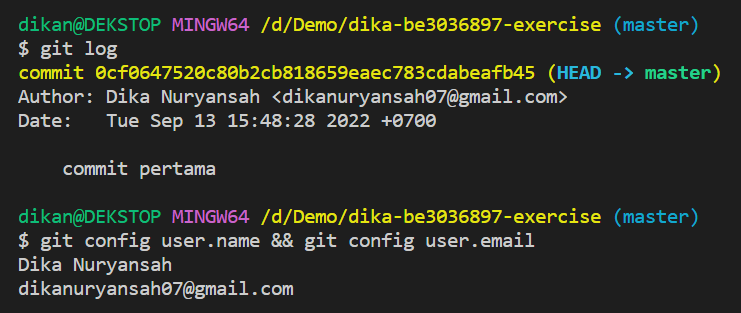 dikan@DEKSTOP MINGW64 /d/Demo/dika-be3036897-exercise (master)
$ git log
commit 0cf0647520c80b2cb818659eaec783cdabeafb45 (HEAD -> master)
Author: Dika Nuryansah <dikanuryansah07@gmail.com>
Date:   Tue Sep 13 15:48:28 2022 +0700
    commit pertama
dikan@DEKSTOP MINGW64 /d/Demo/dika-be3036897-exercise (master)
$ git config user.name && git config user.email
Dika Nuryansah
dikanuryansah07@gmail.com